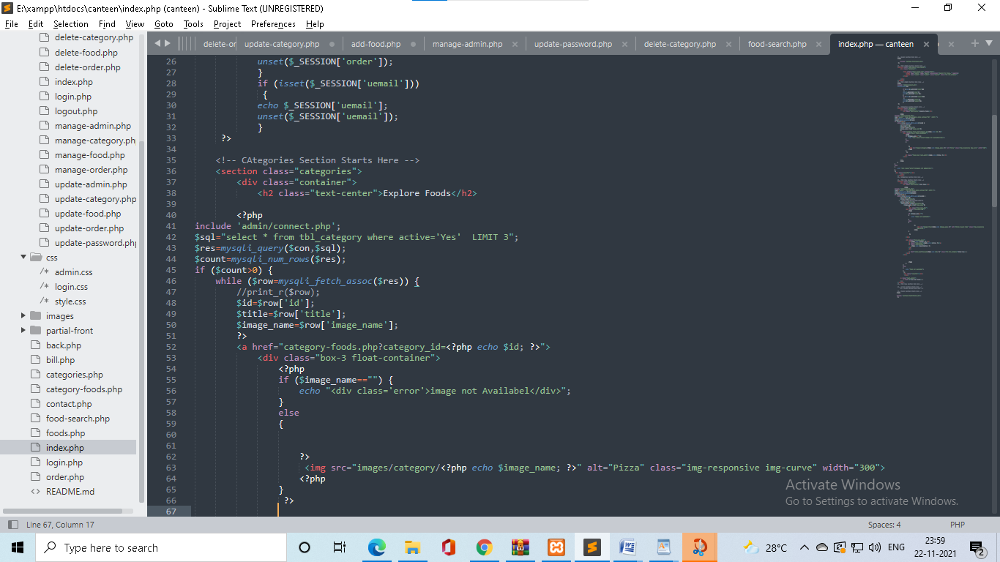 E:\xampp\htdocs\canteen\index.php (canteen) - Sublime Text (UNREGISTERED)
File Edit Selection Find View Goto Tools Project Preferences Help
delete-category.php
delete-food.php
delete-order.php
index.php
login.php
logout.php
manage-admin.php
manage-category.ph
manage-food.php
manage-order.php
update-admin.php
update-category.php
update-food.php
update-order.php
update-password.php
css
/* admin.css
/* login.css
/* style.css
images
partial-front
back.php
bill.php
categories.php
category-foods.php
contact.php
food-search.php
foods.php
index.php
login.php
order.php
<> README.md
delete-or update-category.php add-food.php manage-admin.php update-password.php delete-category.php food-search.php index.php — canteen
26 unset($_SESSION['order']);
27 }
28 if (isset($_SESSION['uemail']))
29 {
30 echo $_SESSION['uemail'];
31 unset($_SESSION['uemail']);
32 }
33 ?>
34
35 <!-- CAtegories Section Starts Here -->
36 <section class="categories">
37 <div class="container">
38 <h2 class="text-center">Explore Foods</h2>
39
40 <?php
41 include 'admin/connect.php';
42 $sql="select * from tbl_category where active='Yes'  LIMIT 3";
43 $res=mysqli_query($con,$sql);
44 $count=mysqli_num_rows($res);
45 if ($count>0) {
46 while ($row=mysqli_fetch_assoc($res)) {
47 //print_r($row);
48 $id=$row['id'];
49 $title=$row['title'];
50 $image_name=$row['image_name'];
51 ?>
52 <a href="category-foods.php?category_id=<?php echo $id; ?>">
53 <div class="box-3 float-container">
54 <?php
55 if ($image_name=="") {
56 echo "<div class='error'>image not Availabel</div>";
57 }
58 else
59 {
60
61
62 ?>
63 <img src="images/category/<?php echo $image_name; ?>" alt="Pizza" class="img-responsive img-curve" width="300">
64 <?php
65 }
66 ?>
67
Activate Windows
Go to Settings to activate Windows.
Line 67, Column 17 Spaces: 4 PHP
Type here to search 28°C ENG 23:59
22-11-2021 2